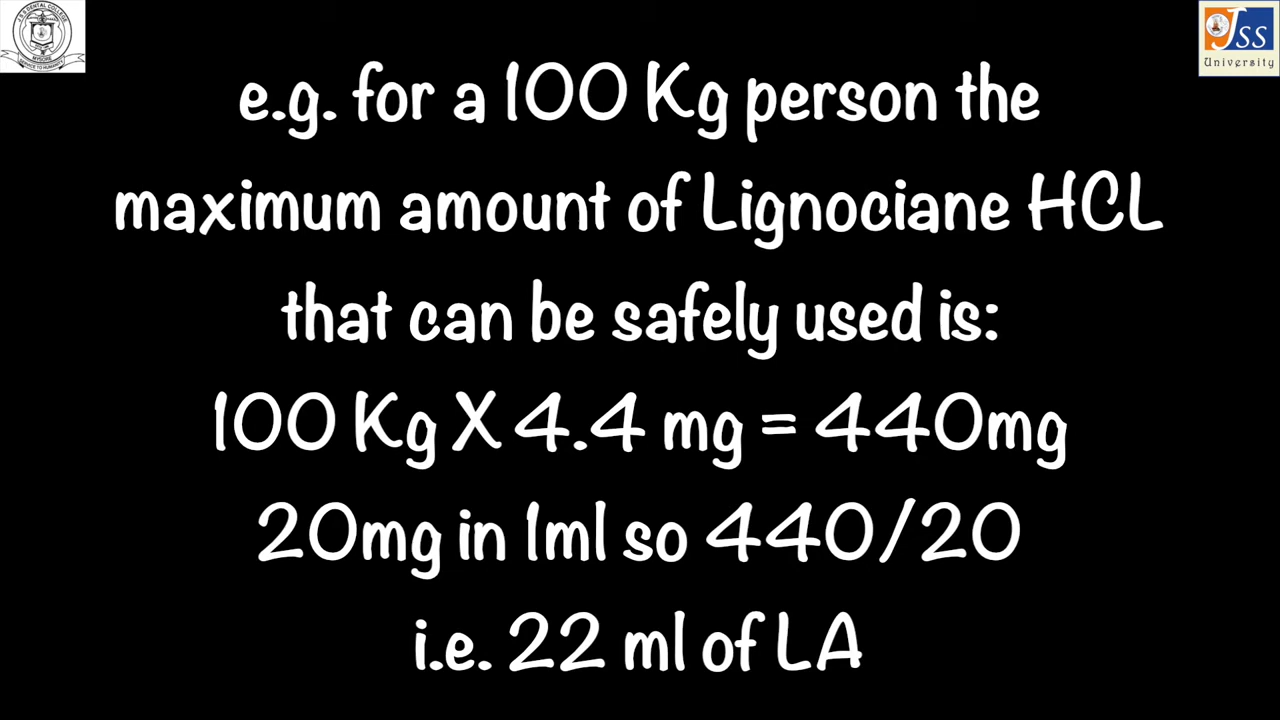 JSS
University
e.g. for a 100 Kg person the
maximum amount of Lignociane HCL
that can be safely used is:
100 Kg X 4.4 mg = 440mg
20mg in 1ml so 440/20
i.e. 22 ml of LA